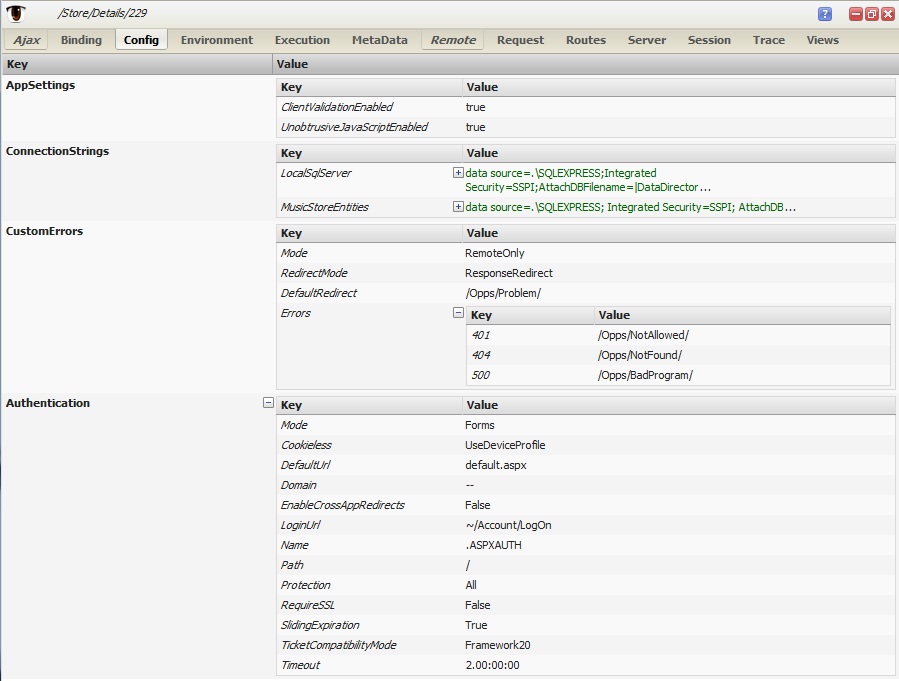 /Store/Details/229 ?
Ajax Binding Config Environment Execution MetaData Remote Request Routes Server Session Trace Views
Key Value
AppSettings Key Value
ClientValidationEnabled true
UnobtrusiveJavaScriptEnabled true
ConnectionStrings Key Value
LocalSqlServer data source=.\SQLEXPRESS;Integrated
Security=SSPI;AttachDBFilename=|DataDirector...
MusicStoreEntities data source=.\SQLEXPRESS; Integrated Security=SSPI; AttachDB...
CustomErrors Key Value
Mode RemoteOnly
RedirectMode ResponseRedirect
DefaultRedirect /Opps/Problem/
Errors Key Value
401 /Opps/NotAllowed/
404 /Opps/NotFound/
500 /Opps/BadProgram/
Authentication Key Value
Mode Forms
Cookieless UseDeviceProfile
DefaultUrl default.aspx
Domain --
EnableCrossAppRedirects False
LoginUrl ~/Account/LogOn
Name .ASPXAUTH
Path /
Protection All
RequireSSL False
SlidingExpiration True
TicketCompatibilityMode Framework20
Timeout 2.00:00:00